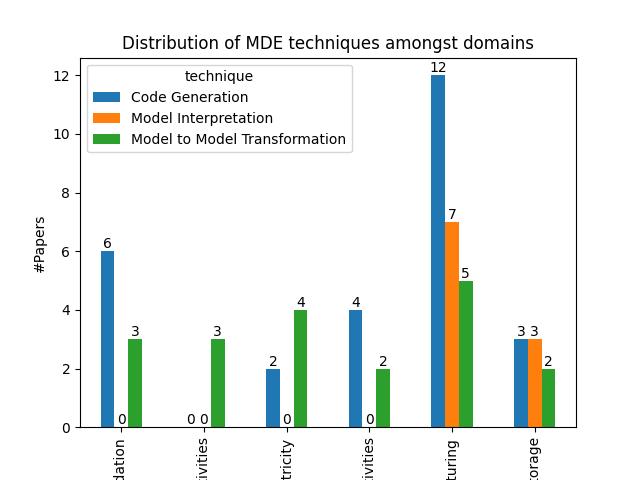 Distribution of MDE techniques amongst domains
technique
Code Generation
Model Interpretation
Model to Model Transformation
#Papers
12
10
8
6
4
2
0
6 0 3
0 0 3
2 0 4
4 0 2
12 7 5
3 3 2
dation
ivities
tricity
ivities
turing
orage